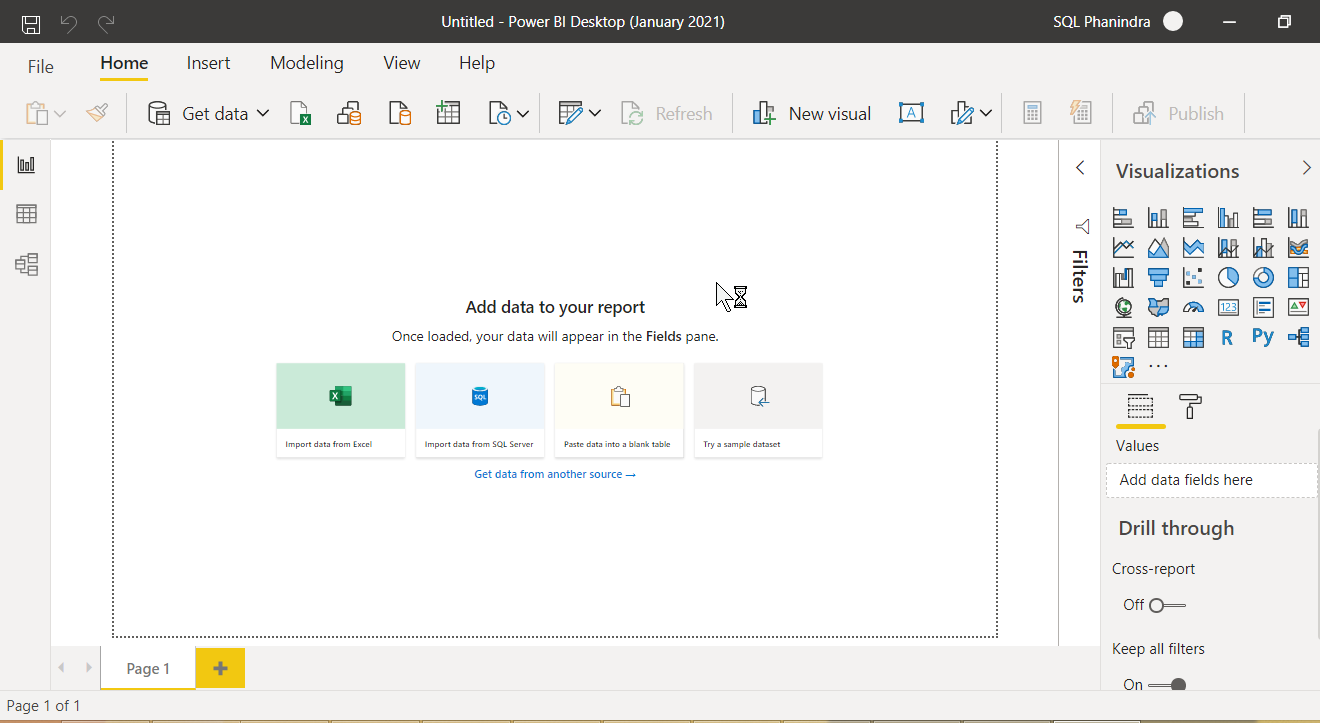 Untitled - Power BI Desktop (January 2021)
SQL Phanindra
File
Home
Insert
Modeling
View
Help
Get data
Refresh
New visual
A
Publish
Visualizations
Filters
123
R
Py
Add data to your report
Once loaded, your data will appear in the Fields pane.
X
SQL
Import data from Excel
Import data from SQL Server
Paste data into a blank table
Try a sample dataset
Get data from another source →
Values
Add data fields here
Drill through
Cross-report
Off
Keep all filters
On
Page 1
+
Page 1 of 1